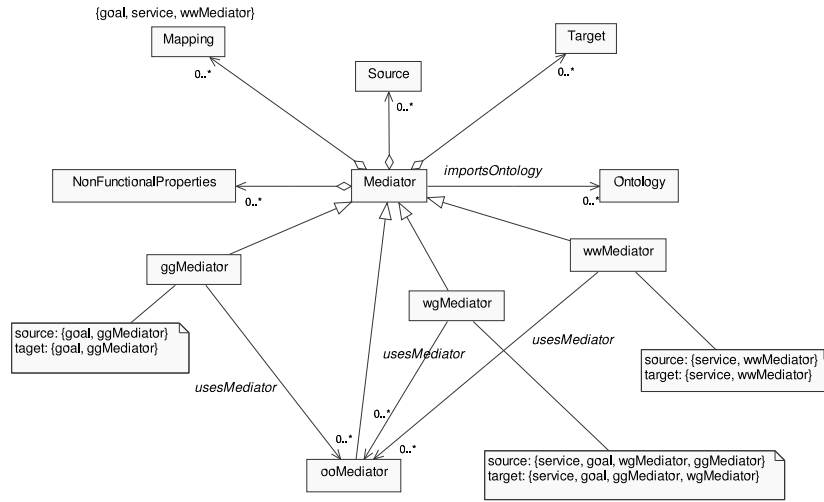 {goal, service, wwMediator}
Mapping
Target
Source
0..*
0..*
0..*
NonFunctionalProperties
Mediator
importsOntology
Ontology
0..*
0..*
ggMediator
wwMediator
wgMediator
source: {goal, ggMediator}
taget: {goal, ggMediator}
usesMediator
usesMediator
source: {service, wwMediator}
target: {service, wwMediator}
usesMediator
0..*
0..*
0..*
ooMediator
source: {service, goal, wgMediator, ggMediator}
target: {service, goal, ggMediator, wgMediator}